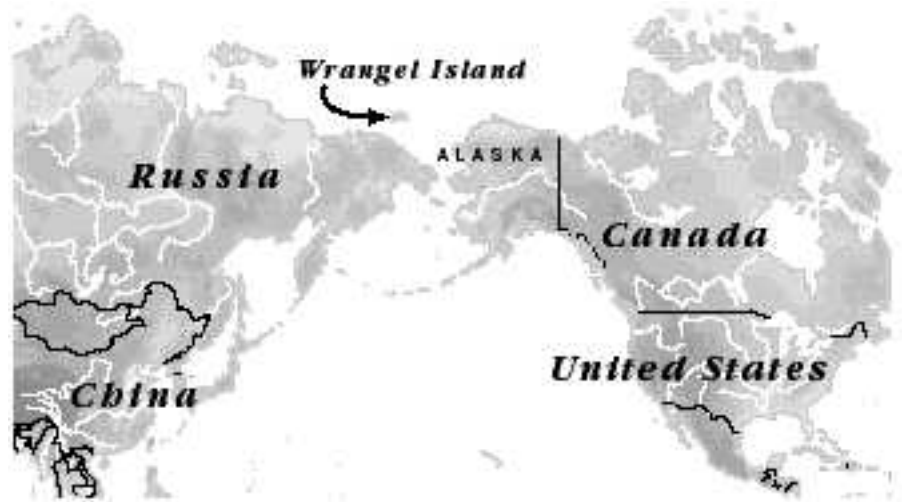 Wrangel Island
ALASKA
Russia
Canada
United States
China